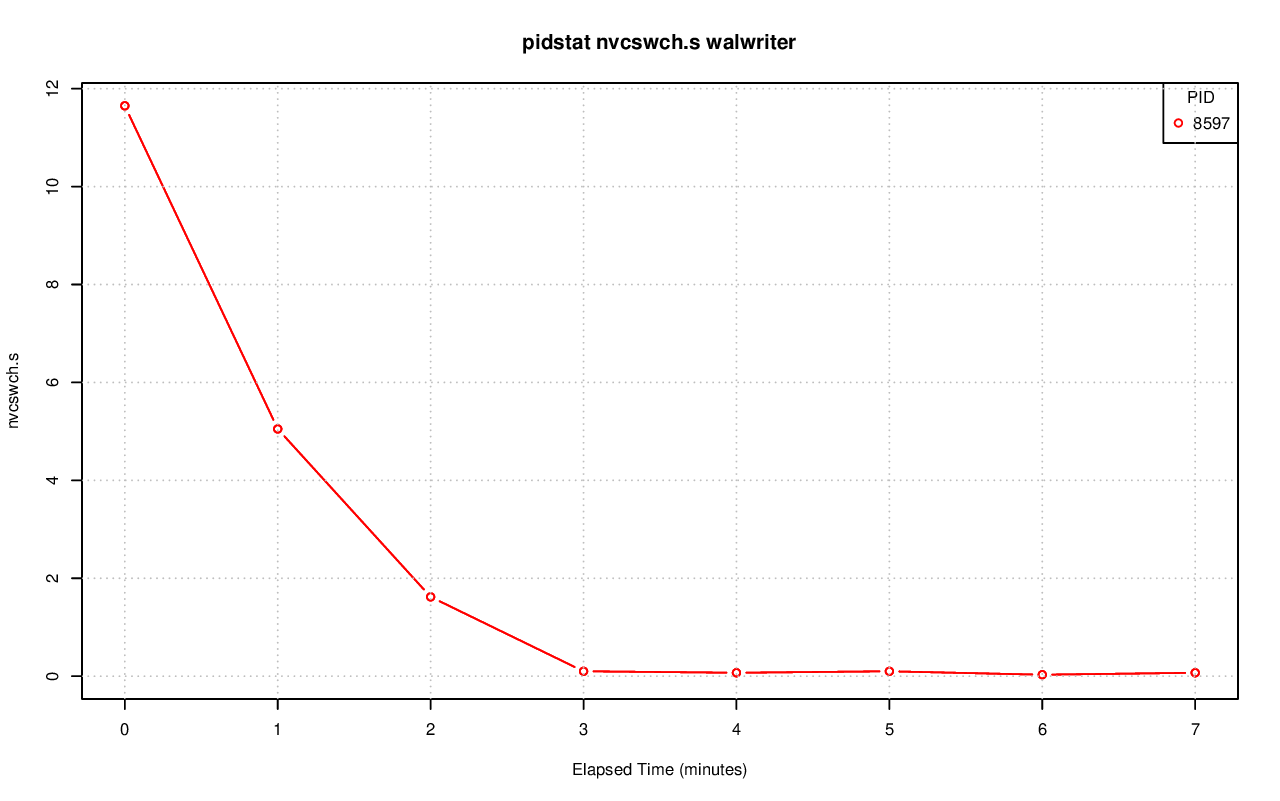 pidstat nvcswch.s walwriter
PID
8597
12
10
8
6
4
2
0
nvcswch.s
0 1 2 3 4 5 6 7
Elapsed Time (minutes)